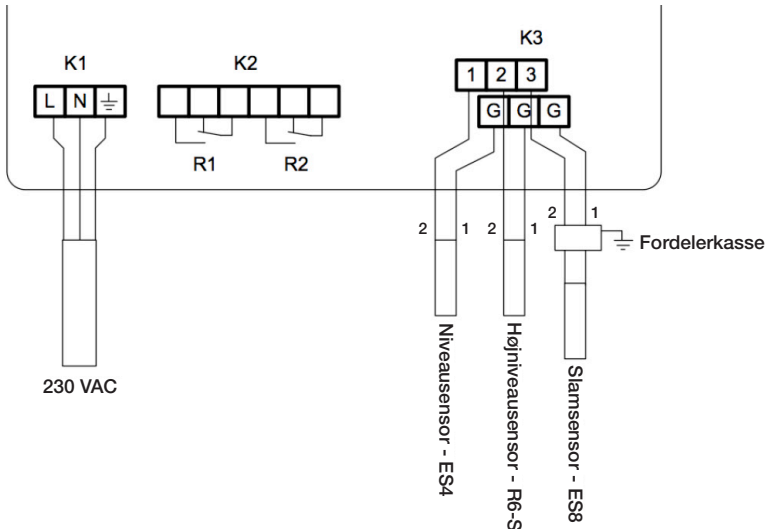 K1
K2
K3
L N
1 2 3
G G G
R1
R2
2 1 2 1 2 1
Fordelerkasse
230 VAC
Niveausensor - ES4
Højniveausensor - R6-S
Slamsensor - ES8